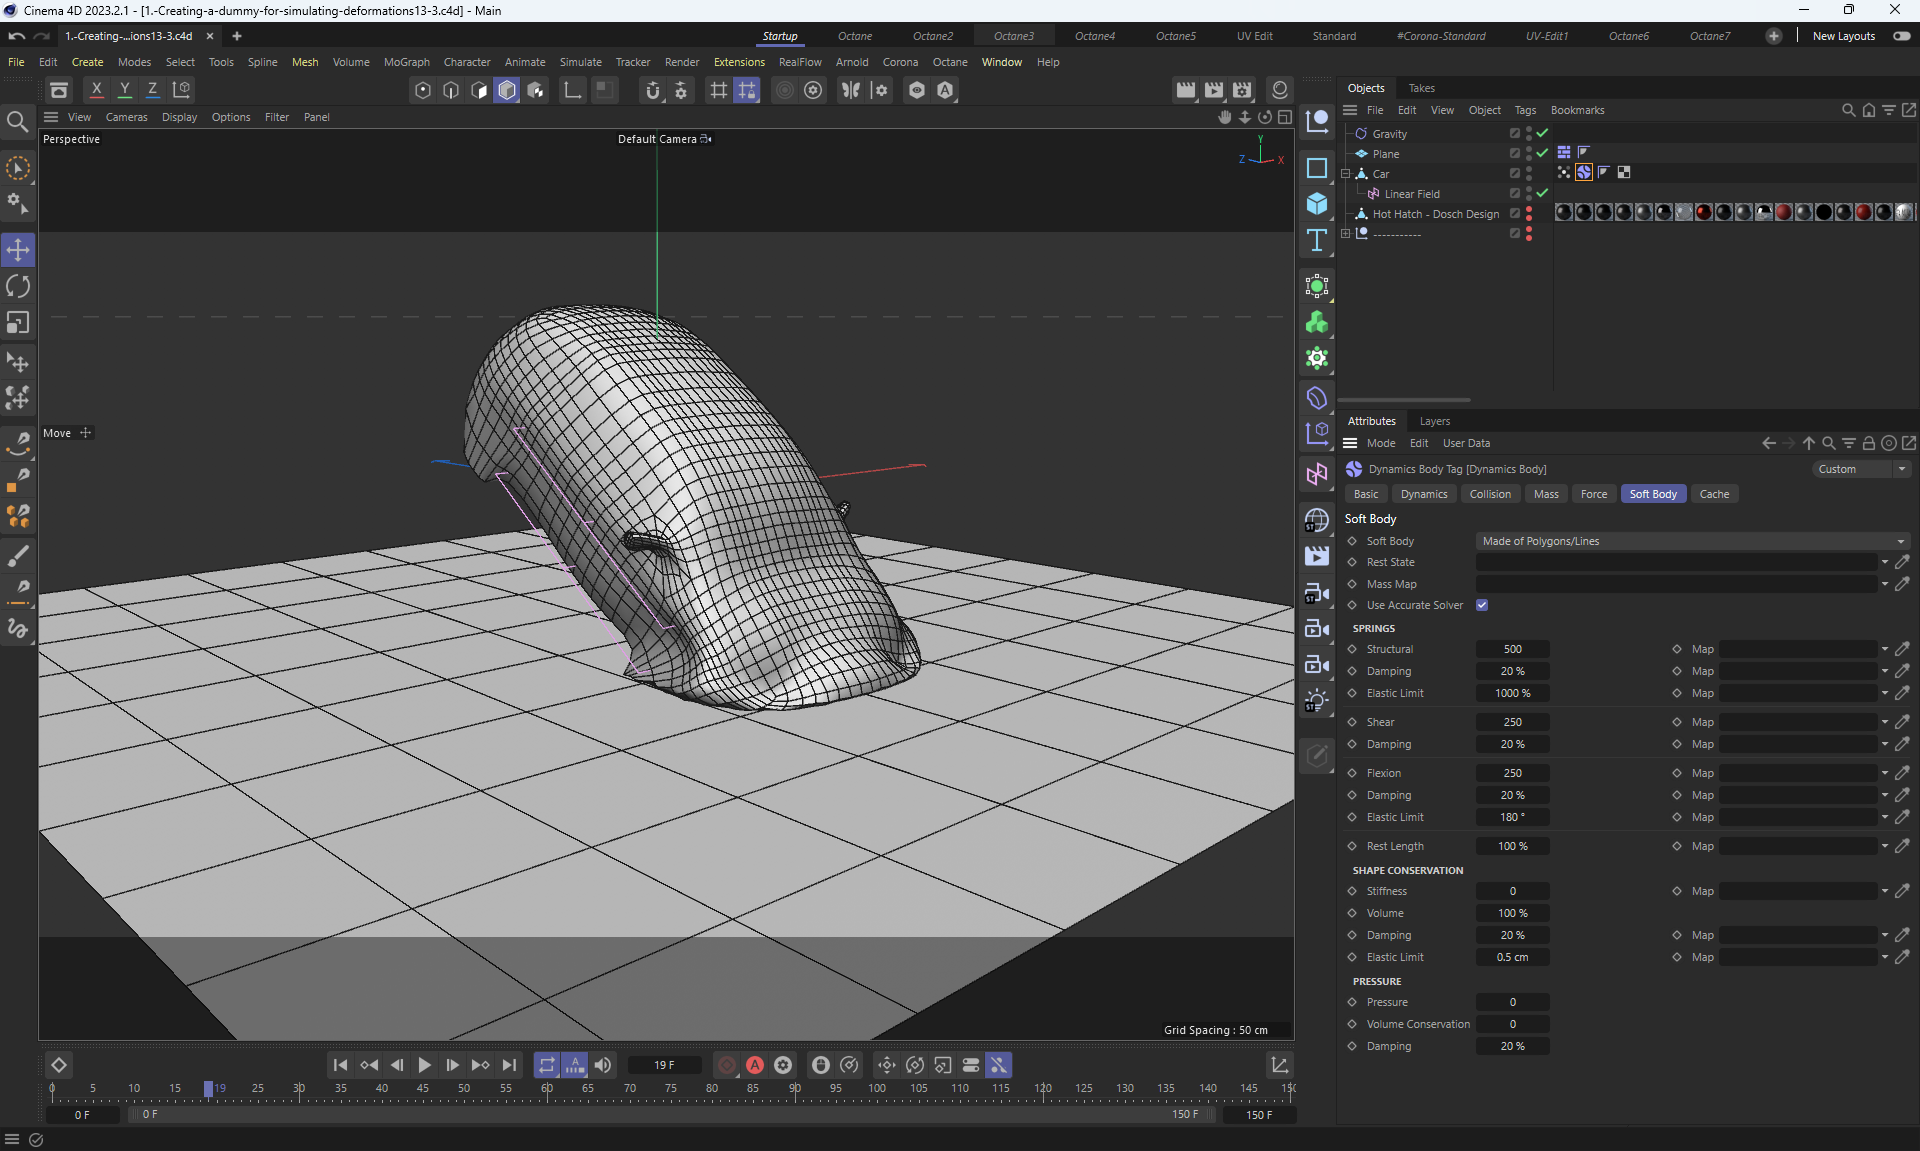 Cinema 4D 2023.2.1 - [1.-Creating-a-dummy-for-simulating-deformations13-3.c4d] - Main
1.-Creating-...ions13-3.c4d
Startup Octane Octane2 Octane3 Octane4 Octane5 UV Edit Standard #Corona-Standard UV-Edit1 Octane6 Octane7 New Layouts
File Edit Create Modes Select Tools Spline Mesh Volume MoGraph Character Animate Simulate Tracker Render Extensions RealFlow Arnold Corona Octane Window Help
X Y Z
View Cameras Display Options Filter Panel
Perspective
Default Camera
Y
Z X
Move
Grid Spacing : 50 cm
Objects Takes
File Edit View Object Tags Bookmarks
Gravity
Plane
Car
Linear Field
Hot Hatch - Dosch Design
-----------
Attributes Layers
Mode Edit User Data
Dynamics Body Tag [Dynamics Body]
Custom
Basic Dynamics Collision Mass Force Soft Body Cache
Soft Body
Soft Body Made of Polygons/Lines
Rest State
Mass Map
Use Accurate Solver
SPRINGS
Structural 500 Map
Damping 20 % Map
Elastic Limit 1000 % Map
Shear 250 Map
Damping 20 % Map
Flexion 250 Map
Damping 20 % Map
Elastic Limit 180 ° Map
Rest Length 100 % Map
SHAPE CONSERVATION
Stiffness 0 Map
Volume 100 %
Damping 20 % Map
Elastic Limit 0.5 cm Map
PRESSURE
Pressure 0
Volume Conservation 0
Damping 20 %
19 F
0 5 10 15 19 25 30 35 40 45 50 55 60 65 70 75 80 85 90 95 100 105 110 115 120 125 130 135 140 145
0 F 0 F 150 F 150 F